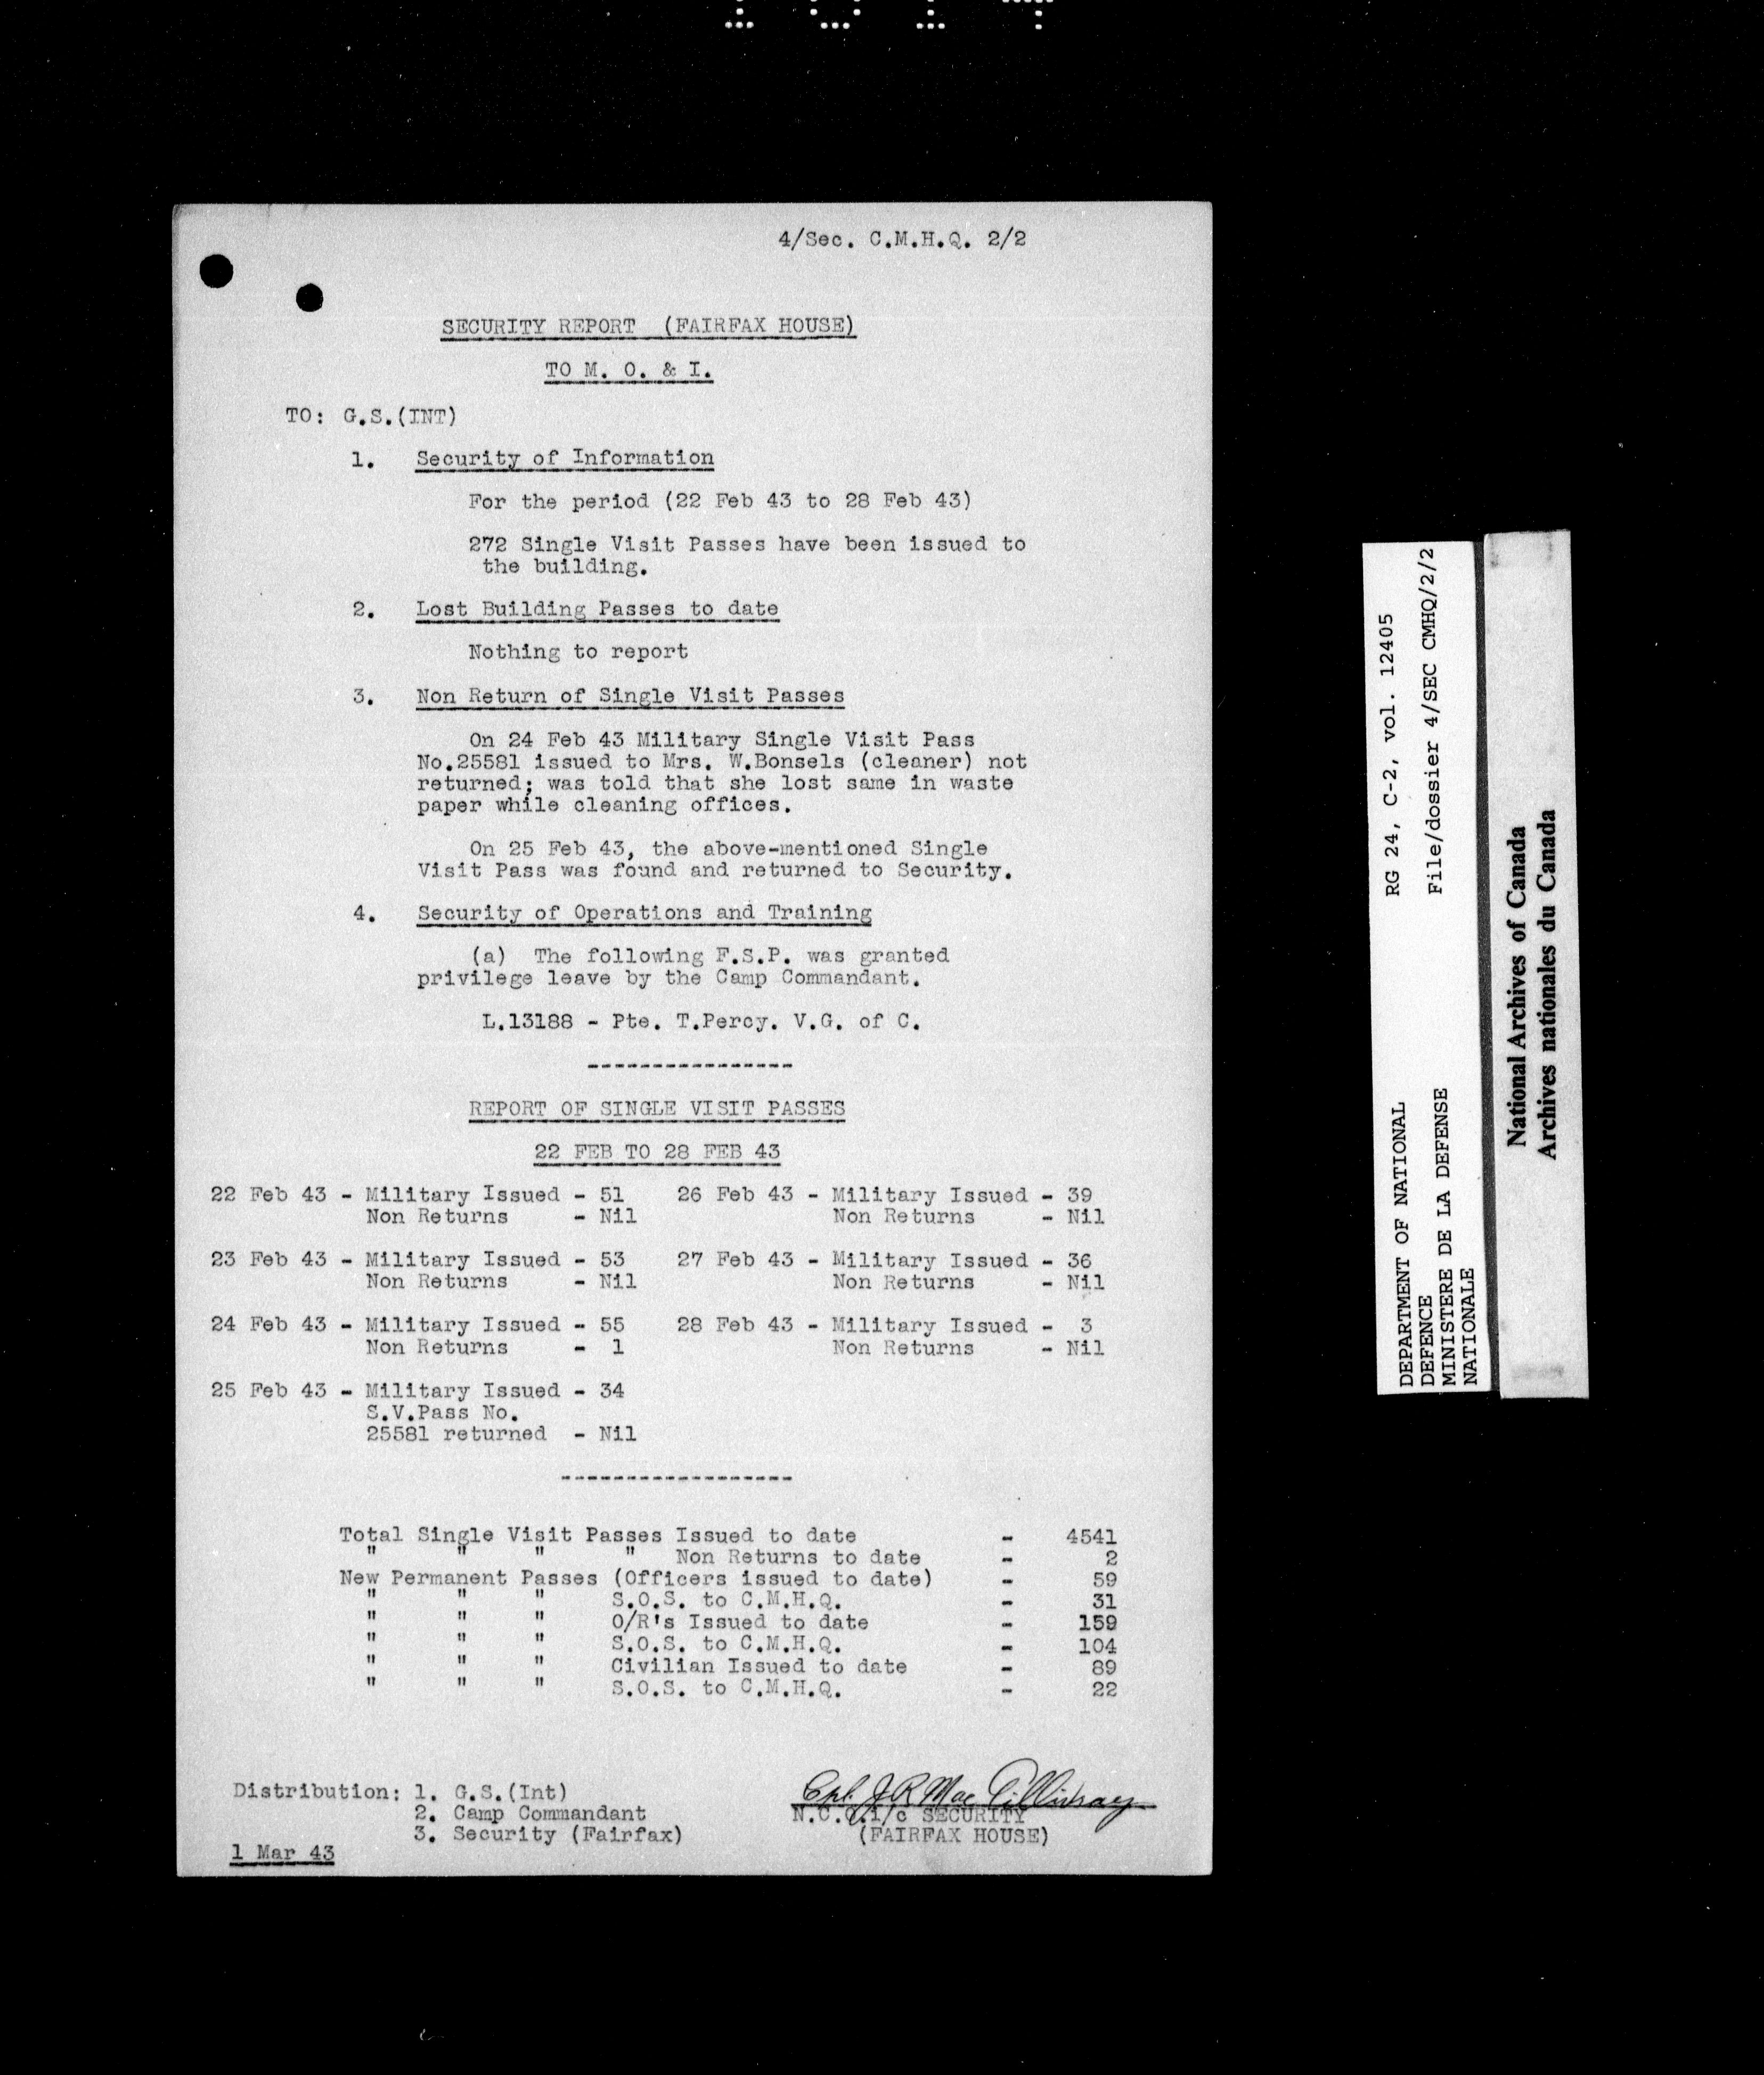 4/Sec. C.M.H.Q. 2/2
SECURITY REPORT (FAIRFAX HOUSE)
TO M. O. & I.
TO: G.S.(INT)
1. Security of Information
For the period (22 Feb 43 to 28 Feb 43)
272 Single Visit Passes have been issued to
the building.
2. Lost Building Passes to date
Nothing to report
3. Non Return of Single Visit Passes
On 24 Feb 43 Military Single Visit Pass
No.25581 issued to Mrs. W.Bonsels (cleaner) not
returned; was told that she lost same in waste
paper while cleaning offices.
On 25 Feb 43, the above-mentioned Single
Visit Pass was found and returned to Security.
4. Security of Operations and Training
(a) The following F.S.P. was granted
privilege leave by the Camp Commandant.
L.13188 - Pte. T.Percy. V.G. of C.
----------------
REPORT OF SINGLE VISIT PASSES
22 FEB TO 28 FEB 43
22 Feb 43 - Military Issued - 51 26 Feb 43 - Military Issued - 39
Non Returns - Nil Non Returns - Nil
23 Feb 43 - Military Issued - 53 27 Feb 43 - Military Issued - 36
Non Returns - Nil Non Returns - Nil
24 Feb 43 - Military Issued - 55 28 Feb 43 - Military Issued - 3
Non Returns - 1 Non Returns - Nil
25 Feb 43 - Military Issued - 34
S.V.Pass No.
25581 returned - Nil
------------------
Total Single Visit Passes Issued to date - 4541
" " " " Non Returns to date - 2
New Permanent Passes (Officers issued to date) - 59
" " " S.O.S. to C.M.H.Q. - 31
" " " O/R's Issued to date - 159
" " " S.O.S. to C.M.H.Q. - 104
" " " Civilian Issued to date - 89
" " " S.O.S. to C.M.H.Q. - 22
Distribution: 1. G.S.(Int)
2. Camp Commandant
3. Security (Fairfax)
1 Mar 43
Cpl. J R Mac
N.C.O.i/c SECURITY
(FAIRFAX HOUSE)
RG 24, C-2, vol. 12405
File/dossier 4/SEC CMHQ/2/2
DEPARTMENT OF NATIONAL
DEFENCE
MINISTERE DE LA DEFENSE
NATIONALE
National Archives of Canada
Archives nationales du Canada